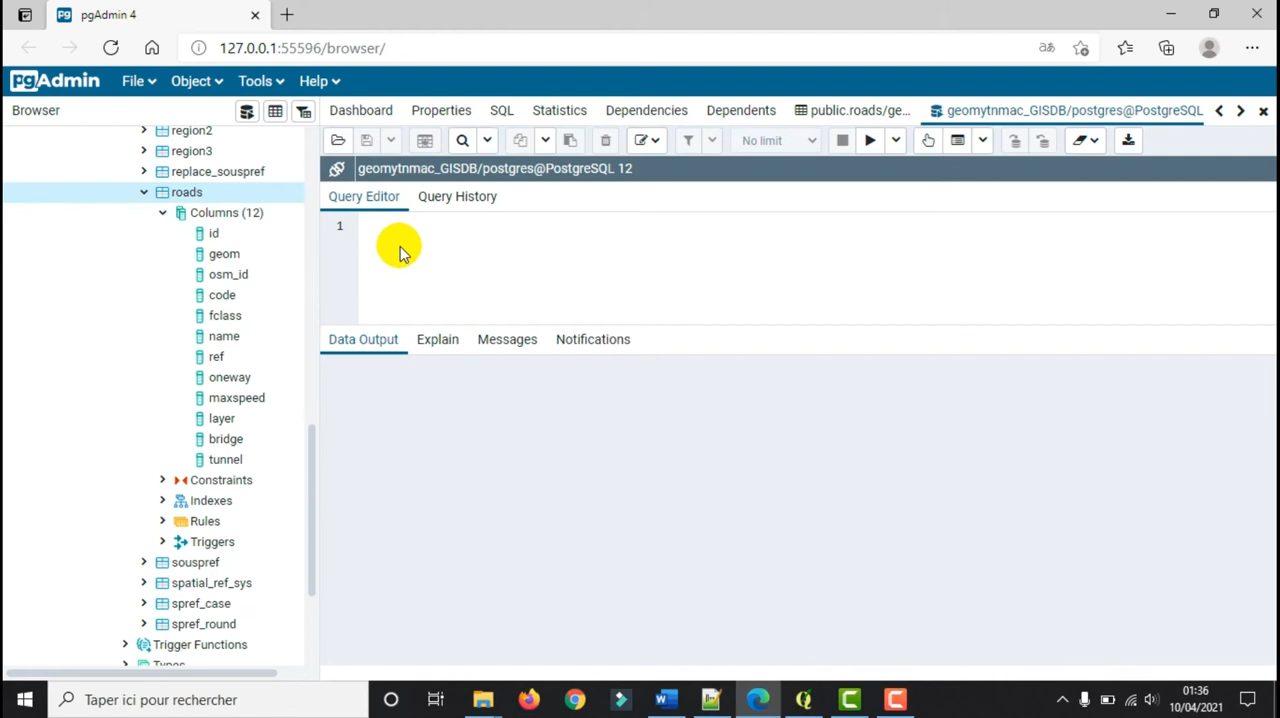 pgAdmin 4
127.0.0.1:55596/browser/
pgAdmin File Object Tools Help
Browser
Dashboard Properties SQL Statistics Dependencies Dependents public.roads/ge... geomytnmac_GISDB/postgres@PostgreSQL
No limit
geomytnmac_GISDB/postgres@PostgreSQL 12
Query Editor Query History
1
Data Output Explain Messages Notifications
region2
region3
replace_souspref
roads
Columns (12)
id
geom
osm_id
code
fclass
name
ref
oneway
maxspeed
layer
bridge
tunnel
Constraints
Indexes
Rules
Triggers
souspref
spatial_ref_sys
spref_case
spref_round
Trigger Functions
Types
Taper ici pour rechercher
01:36
10/04/2021